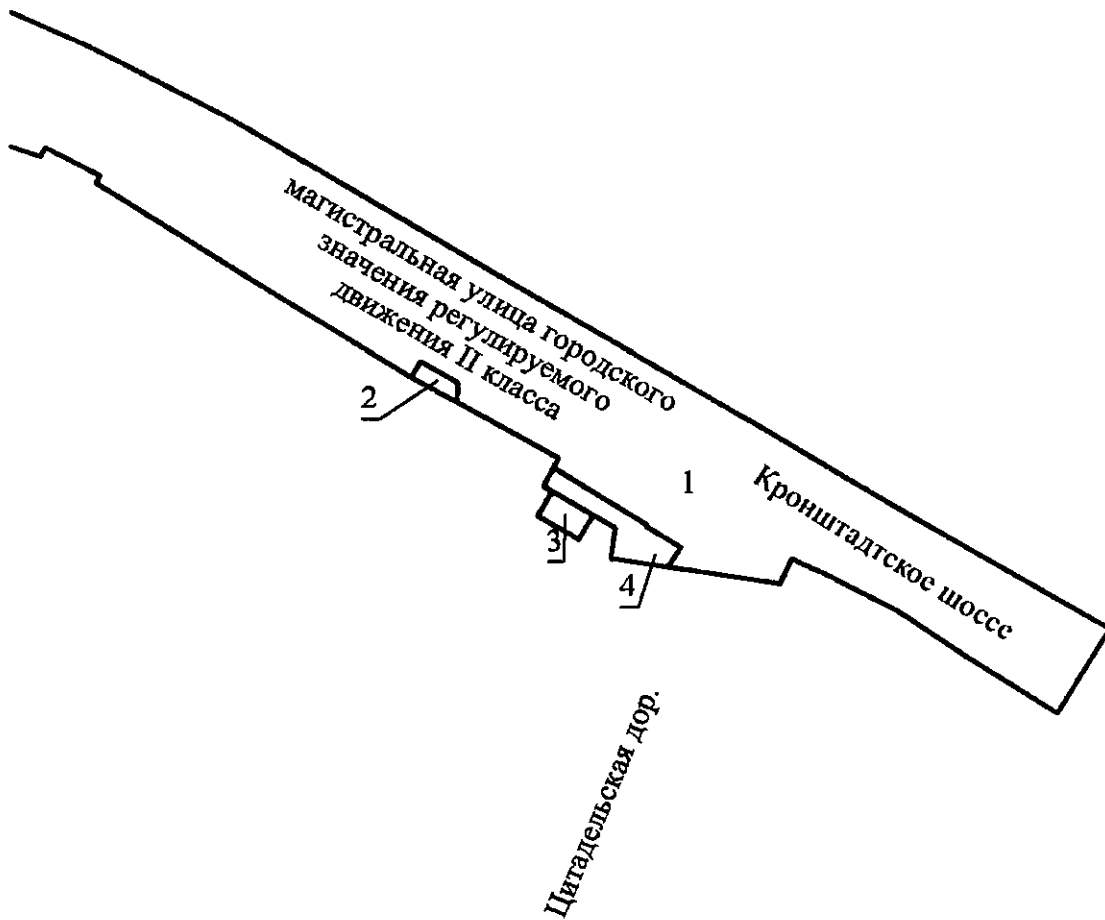 магистральная улица городского
значения регулируемого
движения II класса
2
1
Кронштадтское шоссе
3
4
Цитадельская дор.